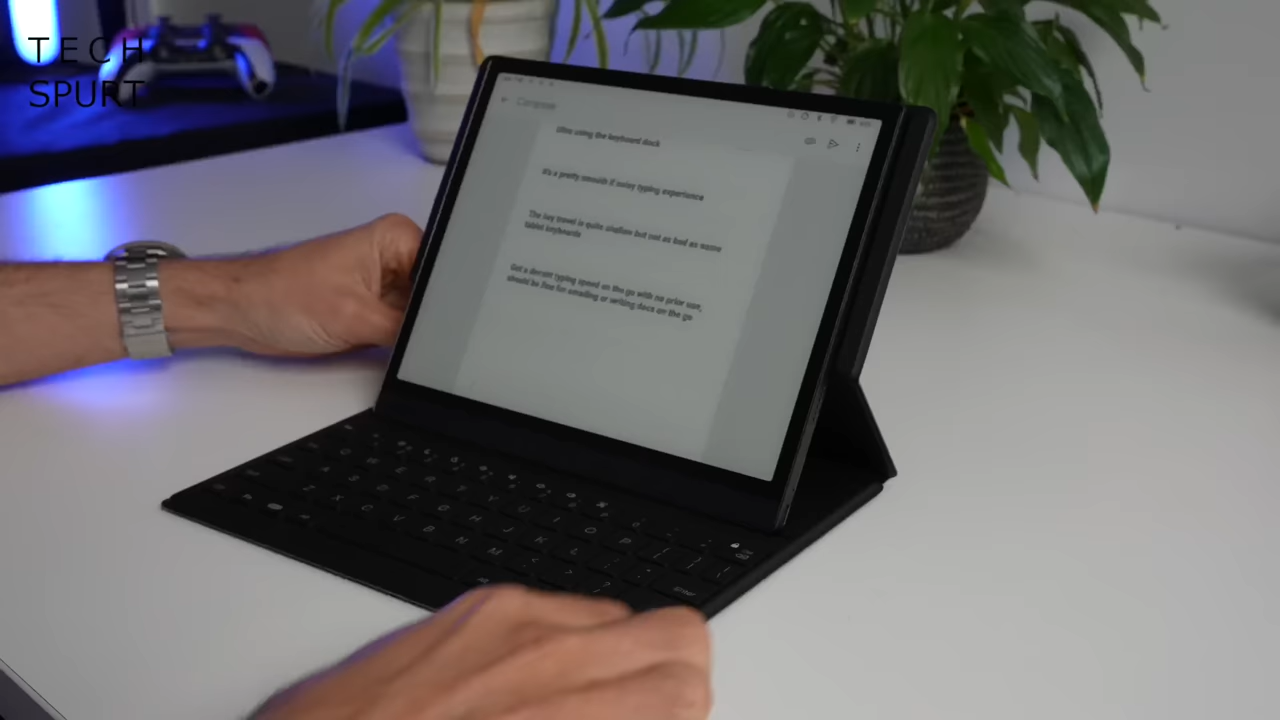 TECH
SPURT
Compose
Ultra using the keyboard dock
It's a pretty smooth if noisy typing experience
The key travel is quite shallow but not as bad as some
tablet keyboards
Got a decent typing speed on the go with no prior use,
should be fine for emailing or writing docs on the go
Z X C V B N M < > ?
F G H J K L
Y U I O P